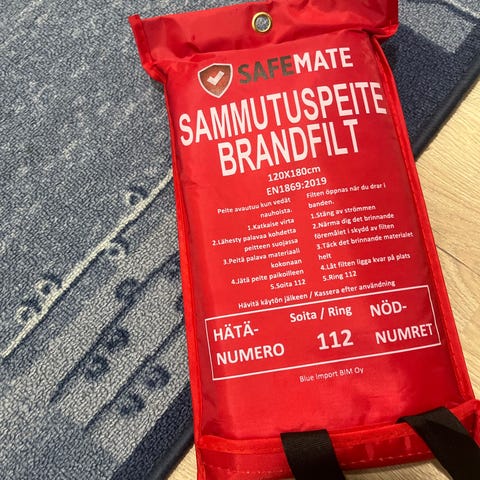 SAFEMATE
SAMMUTUSPEITE
BRANDFILT
120X180cm
EN1869:2019
Peite avautuu kun vedät
nauhoista.
1.Katkaise virta
2.Lähesty palavaa kohdetta
peitteen suojassa
3.Peitä palava materiaali
kokonaan
4.Jätä peite paikoilleen
5.Soita 112
Filten öppnas när du drar i
banden.
1.Stäng av strömmen
2.Närma dig det brinnande
föremålet i skydd av filten
3.Täck det brinnande materialet
helt
4.Låt filten ligga kvar på plats
5.Ring 112
Hävitä käytön jälkeen / Kassera efter användning
HÄTÄ-
NUMERO
Soita / Ring
112
NÖD-
NUMRET
Blue Import BIM Oy